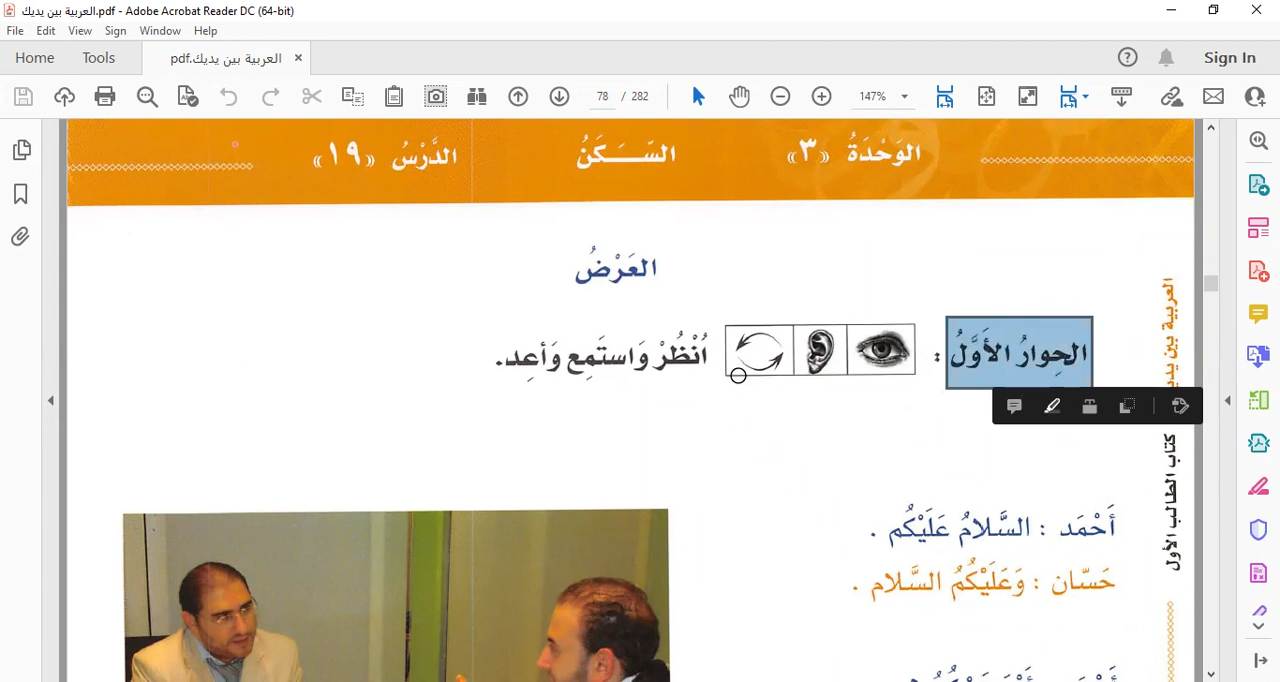 العربية بين يديك.pdf - Adobe Acrobat Reader DC (64-bit)
File Edit View Sign Window Help
Home Tools العربية بين يديك.pdf × Sign In
78 / 282 147%
الوَحْدَةُ «٣» السّـــكَنُ الدَّرْسُ «١٩»
العَرْضُ
الحِوارُ الأَوَّلُ : اُنْظُرْ وَاستَمِع وَأعِد.
أَحْمَد : السَّلامُ عَلَيْكُم .
حَسّان : وَعَلَيْكُمُ السَّلام .
العربية بين يديك
كتاب الطالب الأول